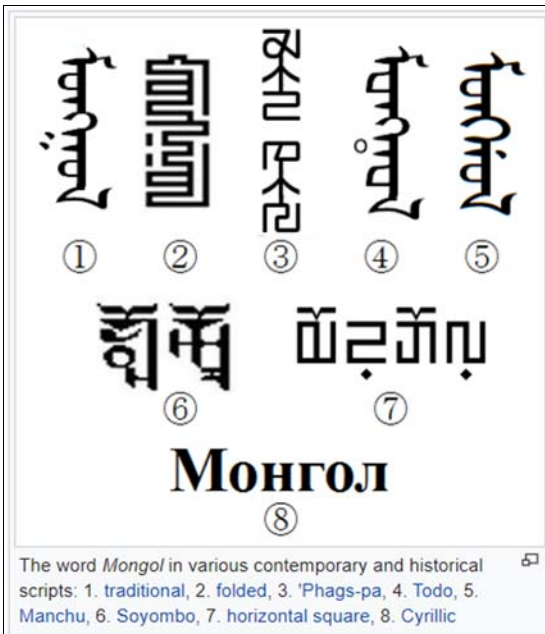 ᠮᠣᠩᠭᠣᠯ
① ② ③ ④ ⑤
⑥ ⑦
Монгол
⑧
The word Mongol in various contemporary and historical
scripts: 1. traditional, 2. folded, 3. 'Phags-pa, 4. Todo, 5.
Manchu, 6. Soyombo, 7. horizontal square, 8. Cyrillic